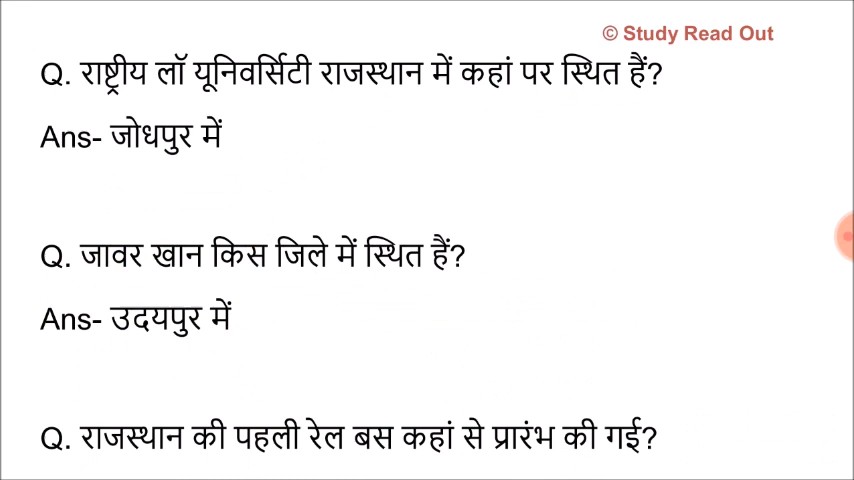 © Study Read Out
Q. राष्ट्रीय लॉ यूनिवर्सिटी राजस्थान में कहां पर स्थित हैं?
Ans- जोधपुर में
Q. जावर खान किस जिले में स्थित हैं?
Ans- उदयपुर में
Q. राजस्थान की पहली रेल बस कहां से प्रारंभ की गई?